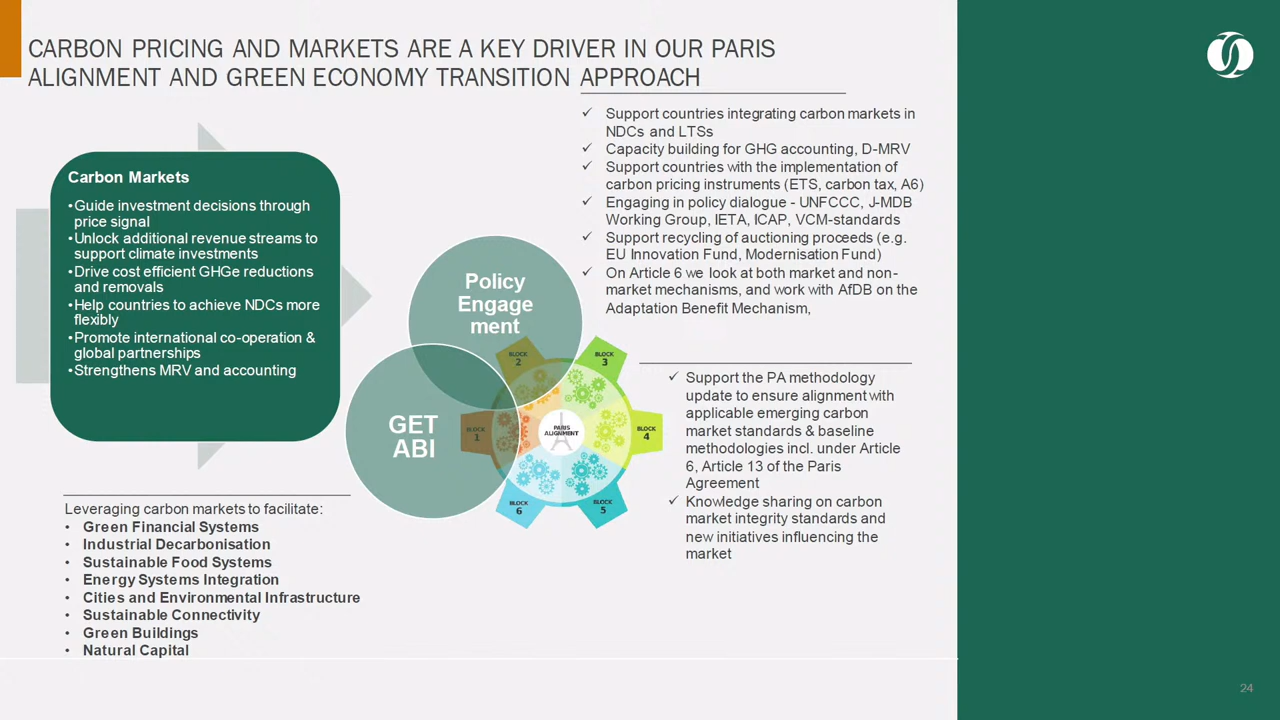 CARBON PRICING AND MARKETS ARE A KEY DRIVER IN OUR PARIS
ALIGNMENT AND GREEN ECONOMY TRANSITION APPROACH
Carbon Markets
•Guide investment decisions through
price signal
•Unlock additional revenue streams to
support climate investments
•Drive cost efficient GHGe reductions
and removals
•Help countries to achieve NDCs more
flexibly
•Promote international co-operation &
global partnerships
•Strengthens MRV and accounting
✓ Support countries integrating carbon markets in
NDCs and LTSs
✓ Capacity building for GHG accounting, D-MRV
✓ Support countries with the implementation of
carbon pricing instruments (ETS, carbon tax, A6)
✓ Engaging in policy dialogue - UNFCCC, J-MDB
Working Group, IETA, ICAP, VCM-standards
✓ Support recycling of auctioning proceeds (e.g.
EU Innovation Fund, Modernisation Fund)
✓ On Article 6 we look at both market and non-
market mechanisms, and work with AfDB on the
Adaptation Benefit Mechanism,
Policy
Engage
ment
GET
ABI
BLOCK
1
BLOCK
2
BLOCK
3
BLOCK
4
BLOCK
5
BLOCK
6
PARIS
ALIGNMENT
✓ Support the PA methodology
update to ensure alignment with
applicable emerging carbon
market standards & baseline
methodologies incl. under Article
6, Article 13 of the Paris
Agreement
✓ Knowledge sharing on carbon
market integrity standards and
new initiatives influencing the
market
Leveraging carbon markets to facilitate:
• Green Financial Systems
• Industrial Decarbonisation
• Sustainable Food Systems
• Energy Systems Integration
• Cities and Environmental Infrastructure
• Sustainable Connectivity
• Green Buildings
• Natural Capital
24